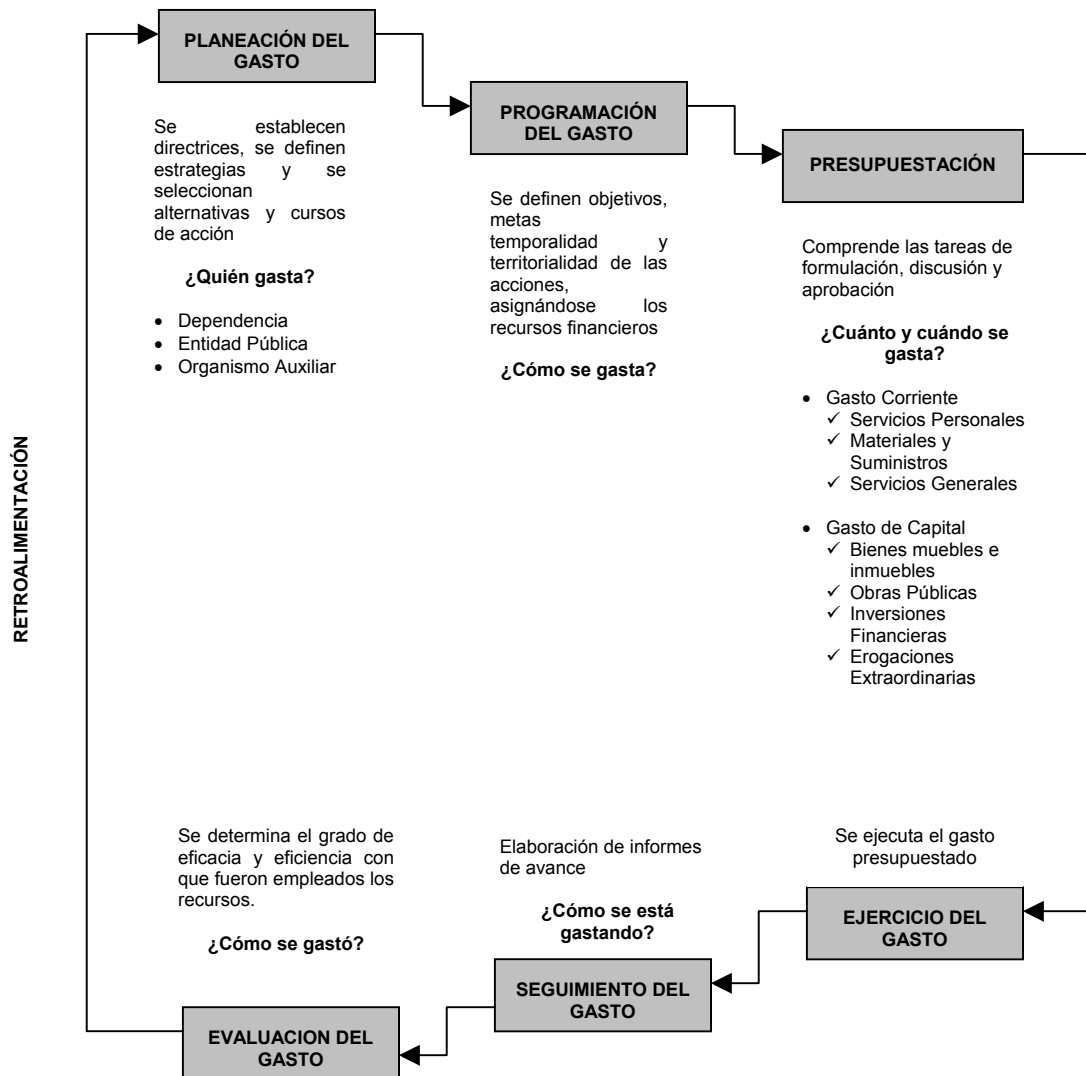 PLANEACIÓN DEL
GASTO
Se establecen
directrices, se definen
estrategias y se
seleccionan
alternativas y cursos
de acción
¿Quién gasta?
• Dependencia
• Entidad Pública
• Organismo Auxiliar
PROGRAMACIÓN
DEL GASTO
Se definen objetivos,
metas
temporalidad y
territorialidad de las
acciones,
asignándose los
recursos financieros
¿Cómo se gasta?
PRESUPUESTACIÓN
Comprende las tareas de
formulación, discusión y
aprobación
¿Cuánto y cuándo se
gasta?
• Gasto Corriente
✓ Servicios Personales
✓ Materiales y
Suministros
✓ Servicios Generales
• Gasto de Capital
✓ Bienes muebles e
inmuebles
✓ Obras Públicas
✓ Inversiones
Financieras
✓ Erogaciones
Extraordinarias
Se ejecuta el gasto
presupuestado
EJERCICIO DEL
GASTO
Elaboración de informes
de avance
¿Cómo se está
gastando?
SEGUIMIENTO DEL
GASTO
Se determina el grado de
eficacia y eficiencia con
que fueron empleados los
recursos.
¿Cómo se gastó?
EVALUACION DEL
GASTO
RETROALIMENTACIÓN